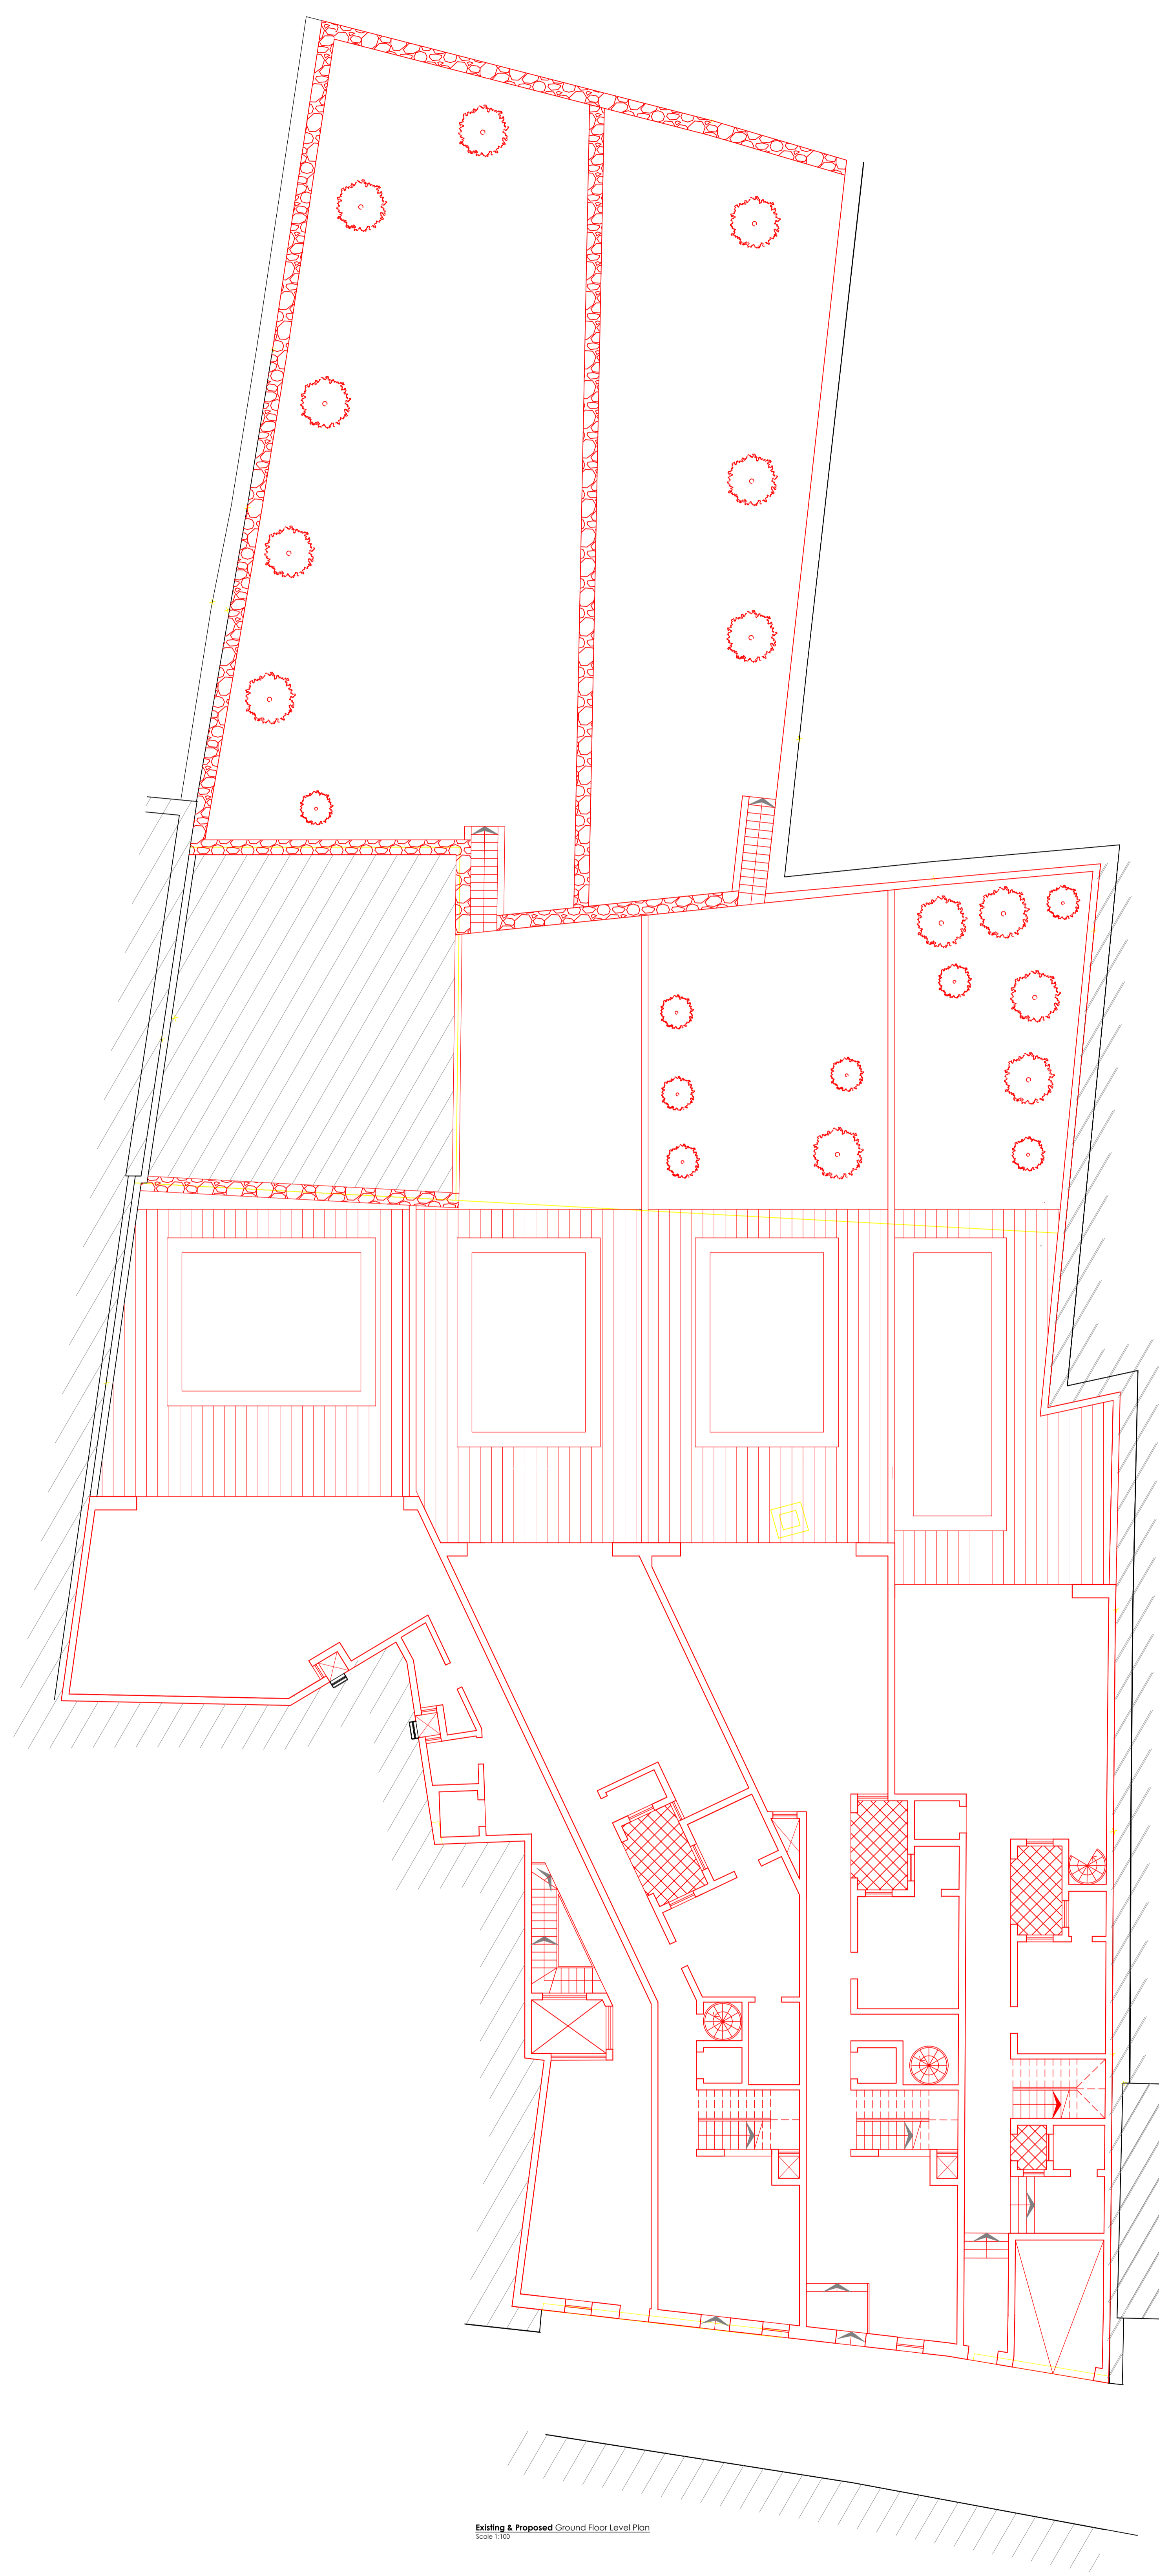 Existing & Proposed Ground Floor Level Plan
Scale 1:100